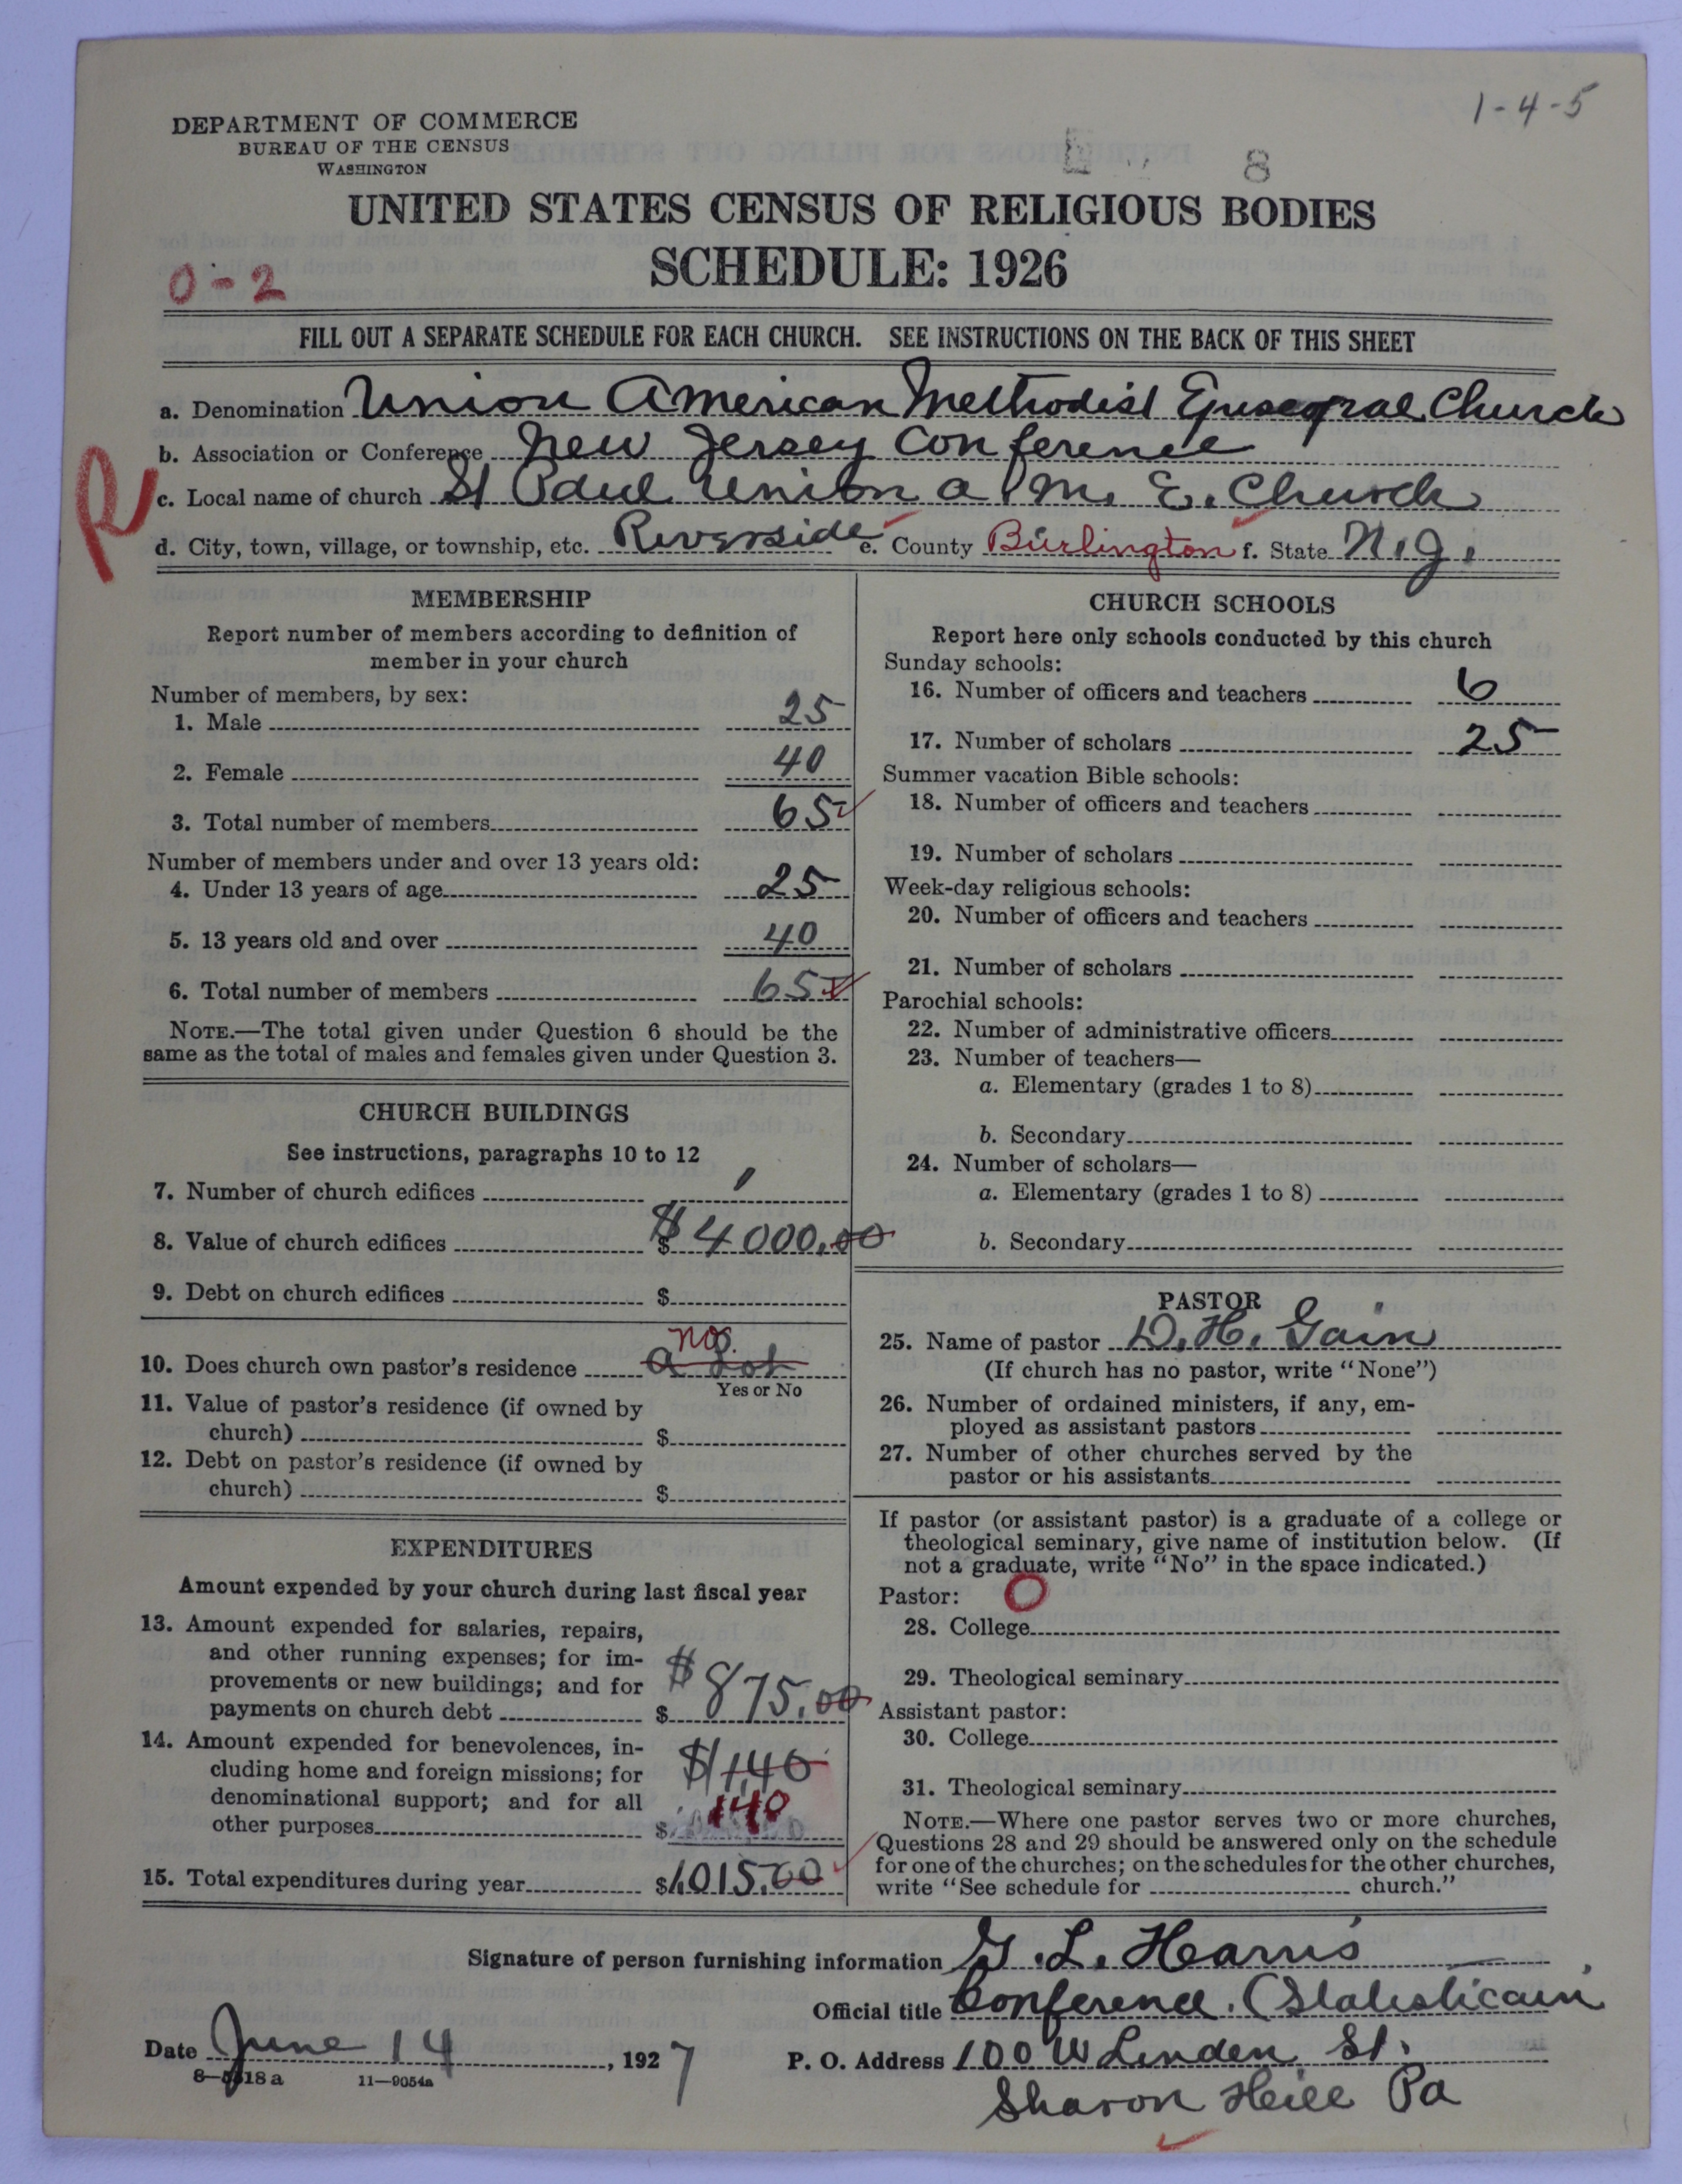 1-4-5
DEPARTMENT OF COMMERCE
BUREAU OF THE CENSUS
WASHINGTON
8
UNITED STATES CENSUS OF RELIGIOUS BODIES
SCHEDULE: 1926
0-2
FILL OUT A SEPARATE SCHEDULE FOR EACH CHURCH. SEE INSTRUCTIONS ON THE BACK OF THIS SHEET
a. Denomination Union American Methodist Episcopal Church
b. Association or Conference New Jersey Conference
R
c. Local name of church St Paul Union a. M. E. Church
d. City, town, village, or township, etc. Riverside e. County Burlington f. State N.J.
MEMBERSHIP
Report number of members according to definition of
member in your church
Number of members, by sex:
1. Male 25
2. Female 40
3. Total number of members 65
Number of members under and over 13 years old:
4. Under 13 years of age 25
5. 13 years old and over 40
6. Total number of members 65
NOTE.—The total given under Question 6 should be the
same as the total of males and females given under Question 3.
CHURCH BUILDINGS
See instructions, paragraphs 10 to 12
7. Number of church edifices 1
8. Value of church edifices $ $4000.00
9. Debt on church edifices $
no.
10. Does church own pastor's residence a Lot
Yes or No
11. Value of pastor's residence (if owned by
church) $
12. Debt on pastor's residence (if owned by
church) $
EXPENDITURES
Amount expended by your church during last fiscal year
13. Amount expended for salaries, repairs,
and other running expenses; for im-
provements or new buildings; and for
payments on church debt $ $875.00
14. Amount expended for benevolences, in-
cluding home and foreign missions; for $1,40
denominational support; and for all 140
other purposes $
15. Total expenditures during year $1,015.00
CHURCH SCHOOLS
Report here only schools conducted by this church
Sunday schools:
16. Number of officers and teachers 6
17. Number of scholars 25
Summer vacation Bible schools:
18. Number of officers and teachers
19. Number of scholars
Week-day religious schools:
20. Number of officers and teachers
21. Number of scholars
Parochial schools:
22. Number of administrative officers
23. Number of teachers—
a. Elementary (grades 1 to 8)
b. Secondary
24. Number of scholars—
a. Elementary (grades 1 to 8)
b. Secondary
PASTOR
25. Name of pastor D. H. Gain
(If church has no pastor, write "None")
26. Number of ordained ministers, if any, em-
ployed as assistant pastors
27. Number of other churches served by the
pastor or his assistants
If pastor (or assistant pastor) is a graduate of a college or
theological seminary, give name of institution below. (If
not a graduate, write "No" in the space indicated.)
Pastor: O
28. College
29. Theological seminary
Assistant pastor:
30. College
31. Theological seminary
NOTE.—Where one pastor serves two or more churches,
Questions 28 and 29 should be answered only on the schedule
for one of the churches; on the schedules for the other churches,
write "See schedule for church."
Signature of person furnishing information G. L. Harris
Official title Conference. (Statisticain
Date June 14, 1927 P. O. Address 100 W Linden St.
8—5518a 11—9054a
Sharon Hill Pa